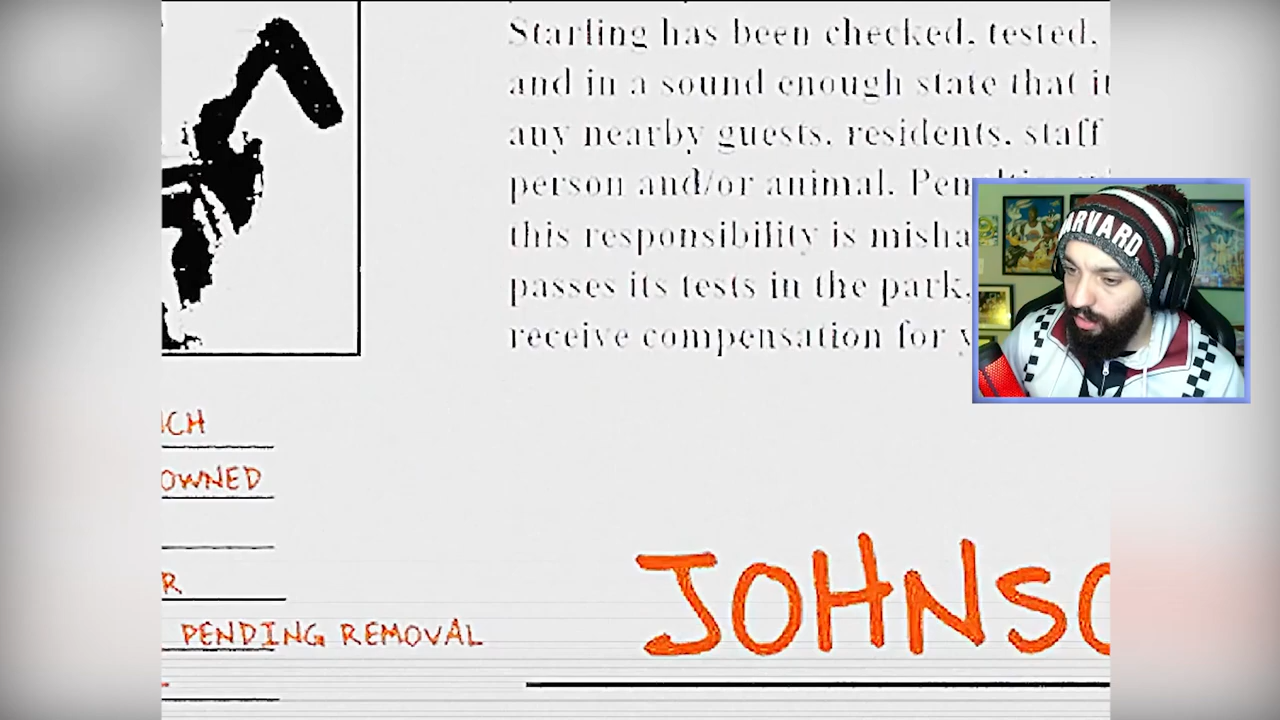 Starling has been checked, tested,
and in a sound enough state that it
any nearby guests, residents, staff
person and/or animal.
this responsibility is misha
passes its tests in the park,
receive compensation for y
ICH
OWNED
R
PENDING REMOVAL
JOHNSO
ARVARD